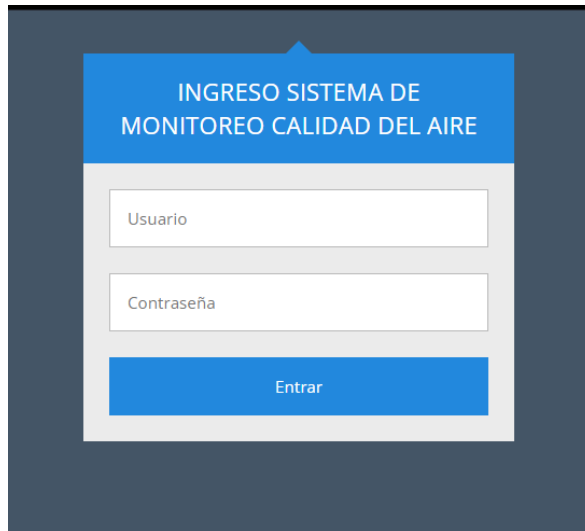 INGRESO SISTEMA DE
MONITOREO CALIDAD DEL AIRE
Usuario
Contraseña
Entrar